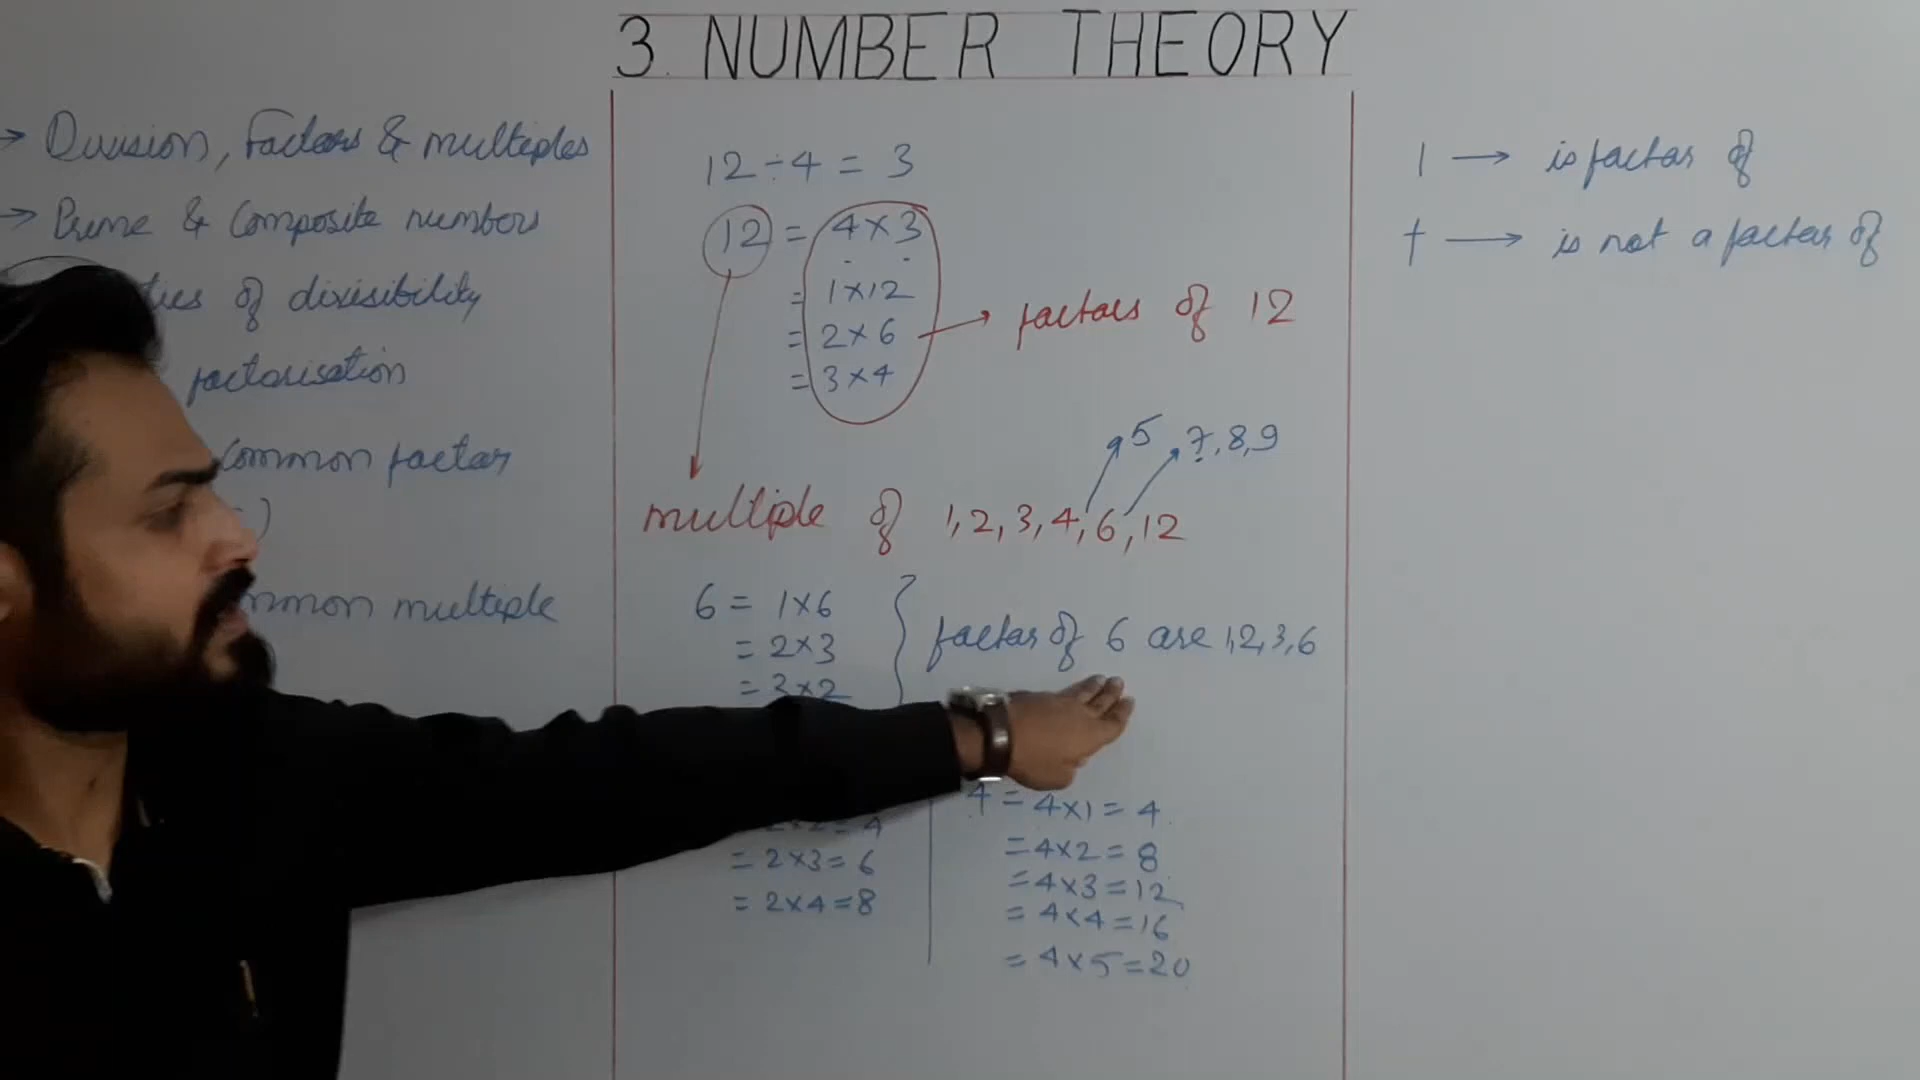 3. NUMBER THEORY
→ Division, Factors & multiples
→ Prime & Composite numbers
of divisibility
factorisation
Common factor
)
multiple
12 ÷ 4 = 3
12 = 4 × 3
= 1 × 12
= 2 × 6
= 3 × 4
→ factors of 12
5 7, 8, 9
multiple of 1, 2, 3, 4, 6, 12
6 = 1 × 6
= 2 × 3
= 3 × 2
factor of 6 are 1, 2, 3, 6
= 2 × 3 = 6
= 2 × 4 = 8
4 = 4 × 1 = 4
= 4 × 2 = 8
= 4 × 3 = 12
= 4 × 4 = 16
= 4 × 5 = 20
| → is factor of
† → is not a factor of